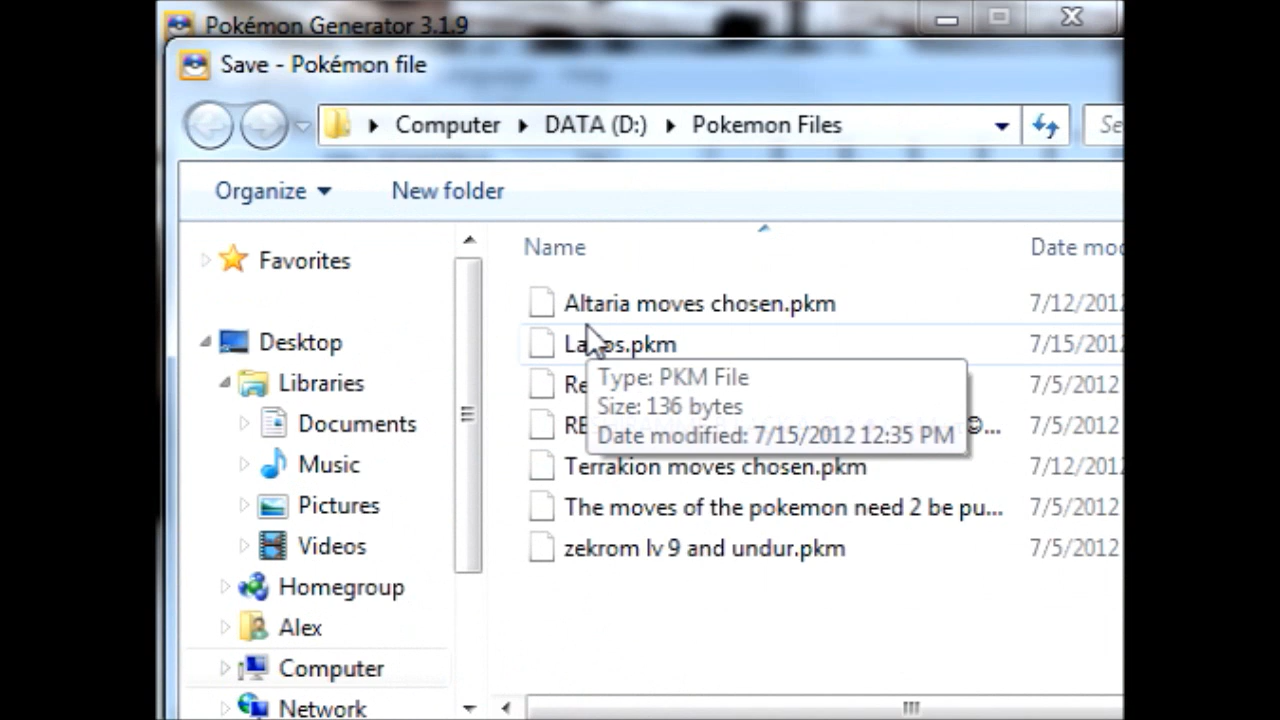 Pokémon Generator 3.1.9
Save - Pokémon file
Computer DATA (D:) Pokemon Files
Organize New folder
Name Date
Favorites
Altaria moves chosen.pkm 7/12/2012
Desktop
7/15/2012
Libraries
Type: PKM File
7/5/2012
Size: 136 bytes
Documents
7/5/2012
Date modified: 7/15/2012 12:35 PM
Music
Terrakion moves chosen.pkm 7/12/2012
Pictures
The moves of the pokemon need 2 be pu... 7/5/2012
Videos
zekrom lv 9 and undur.pkm 7/5/2012
Homegroup
Alex
Computer
Network